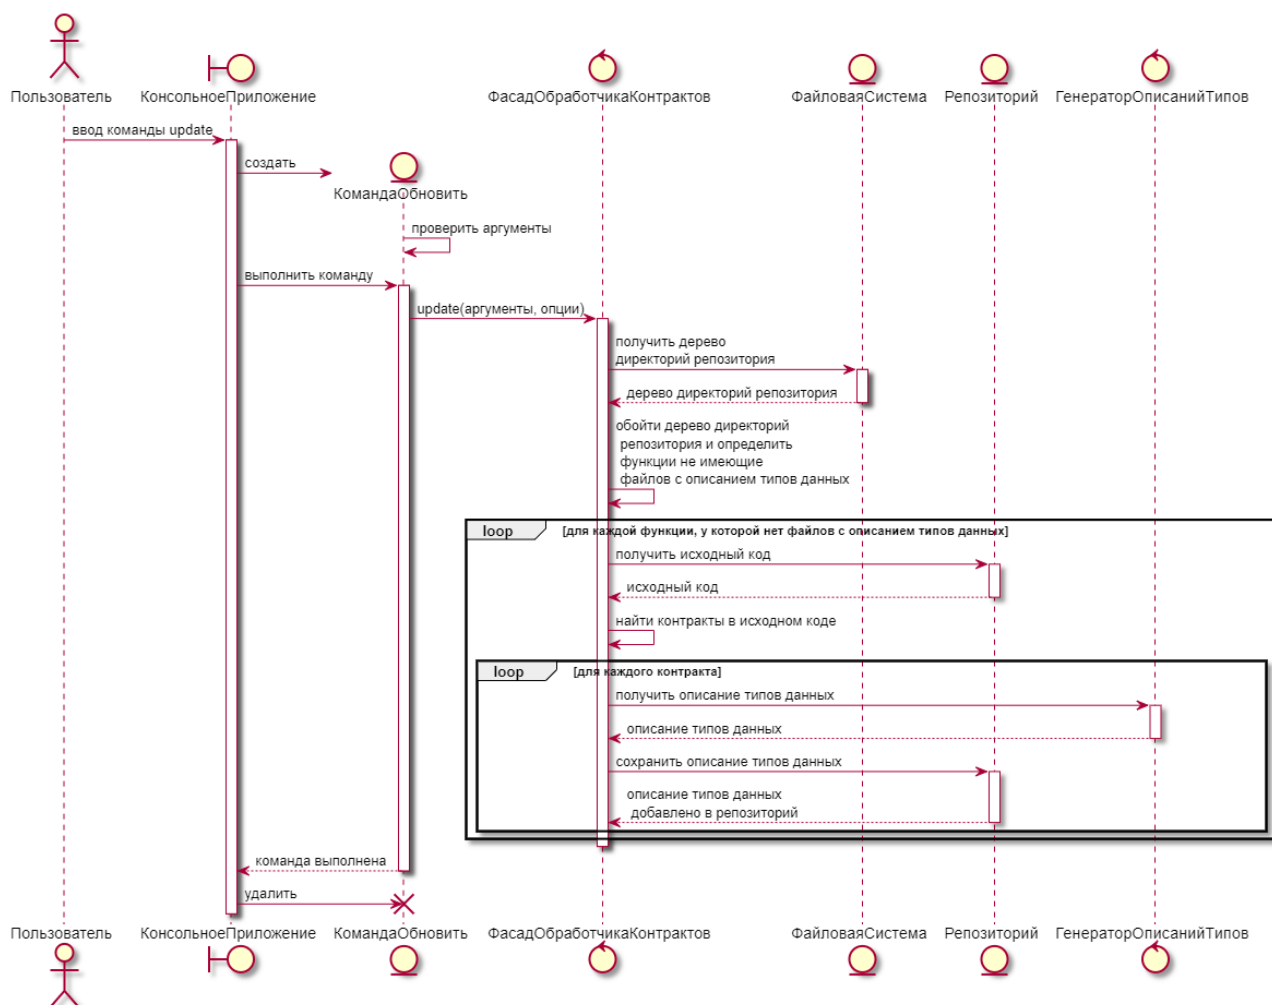 Пользователь
КонсольноеПриложение
ФасадОбработчикаКонтрактов
ФайловаяСистема
Репозиторий
ГенераторОписанийТипов
ввод команды update
создать
КомандаОбновить
проверить аргументы
выполнить команду
update(аргументы, опции)
получить дерево
директорий репозитория
дерево директорий репозитория
обойти дерево директорий
репозитория и определить
функции не имеющие
файлов с описанием типов данных
loop
[для каждой функции, у которой нет файлов с описанием типов данных]
получить исходный код
исходный код
найти контракты в исходном коде
loop
[для каждого контракта]
получить описание типов данных
описание типов данных
сохранить описание типов данных
описание типов данных
добавлено в репозиторий
команда выполнена
удалить
Пользователь
КонсольноеПриложение
КомандаОбновить
ФасадОбработчикаКонтрактов
ФайловаяСистема
Репозиторий
ГенераторОписанийТипов